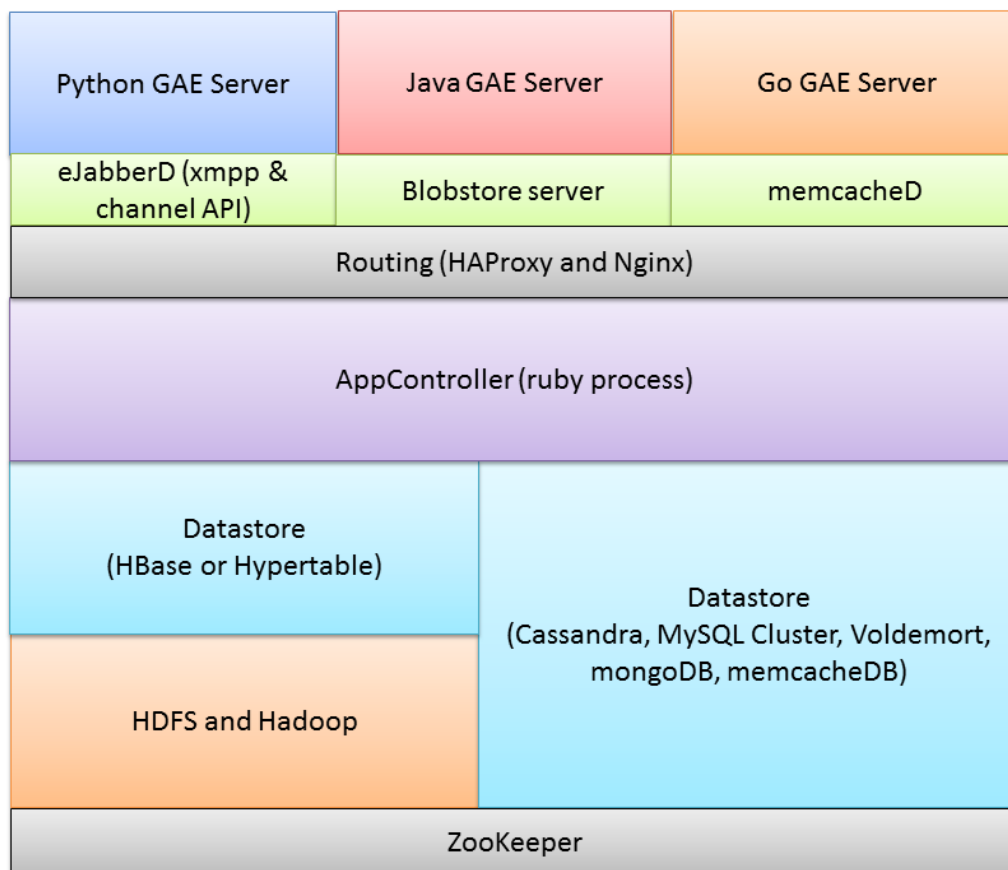 Python GAE Server
Java GAE Server
Go GAE Server
eJabberD (xmpp &
channel API)
Blobstore server
memcacheD
Routing (HAProxy and Nginx)
AppController (ruby process)
Datastore
(HBase or Hypertable)
Datastore
(Cassandra, MySQL Cluster, Voldemort,
mongoDB, memcacheDB)
HDFS and Hadoop
ZooKeeper